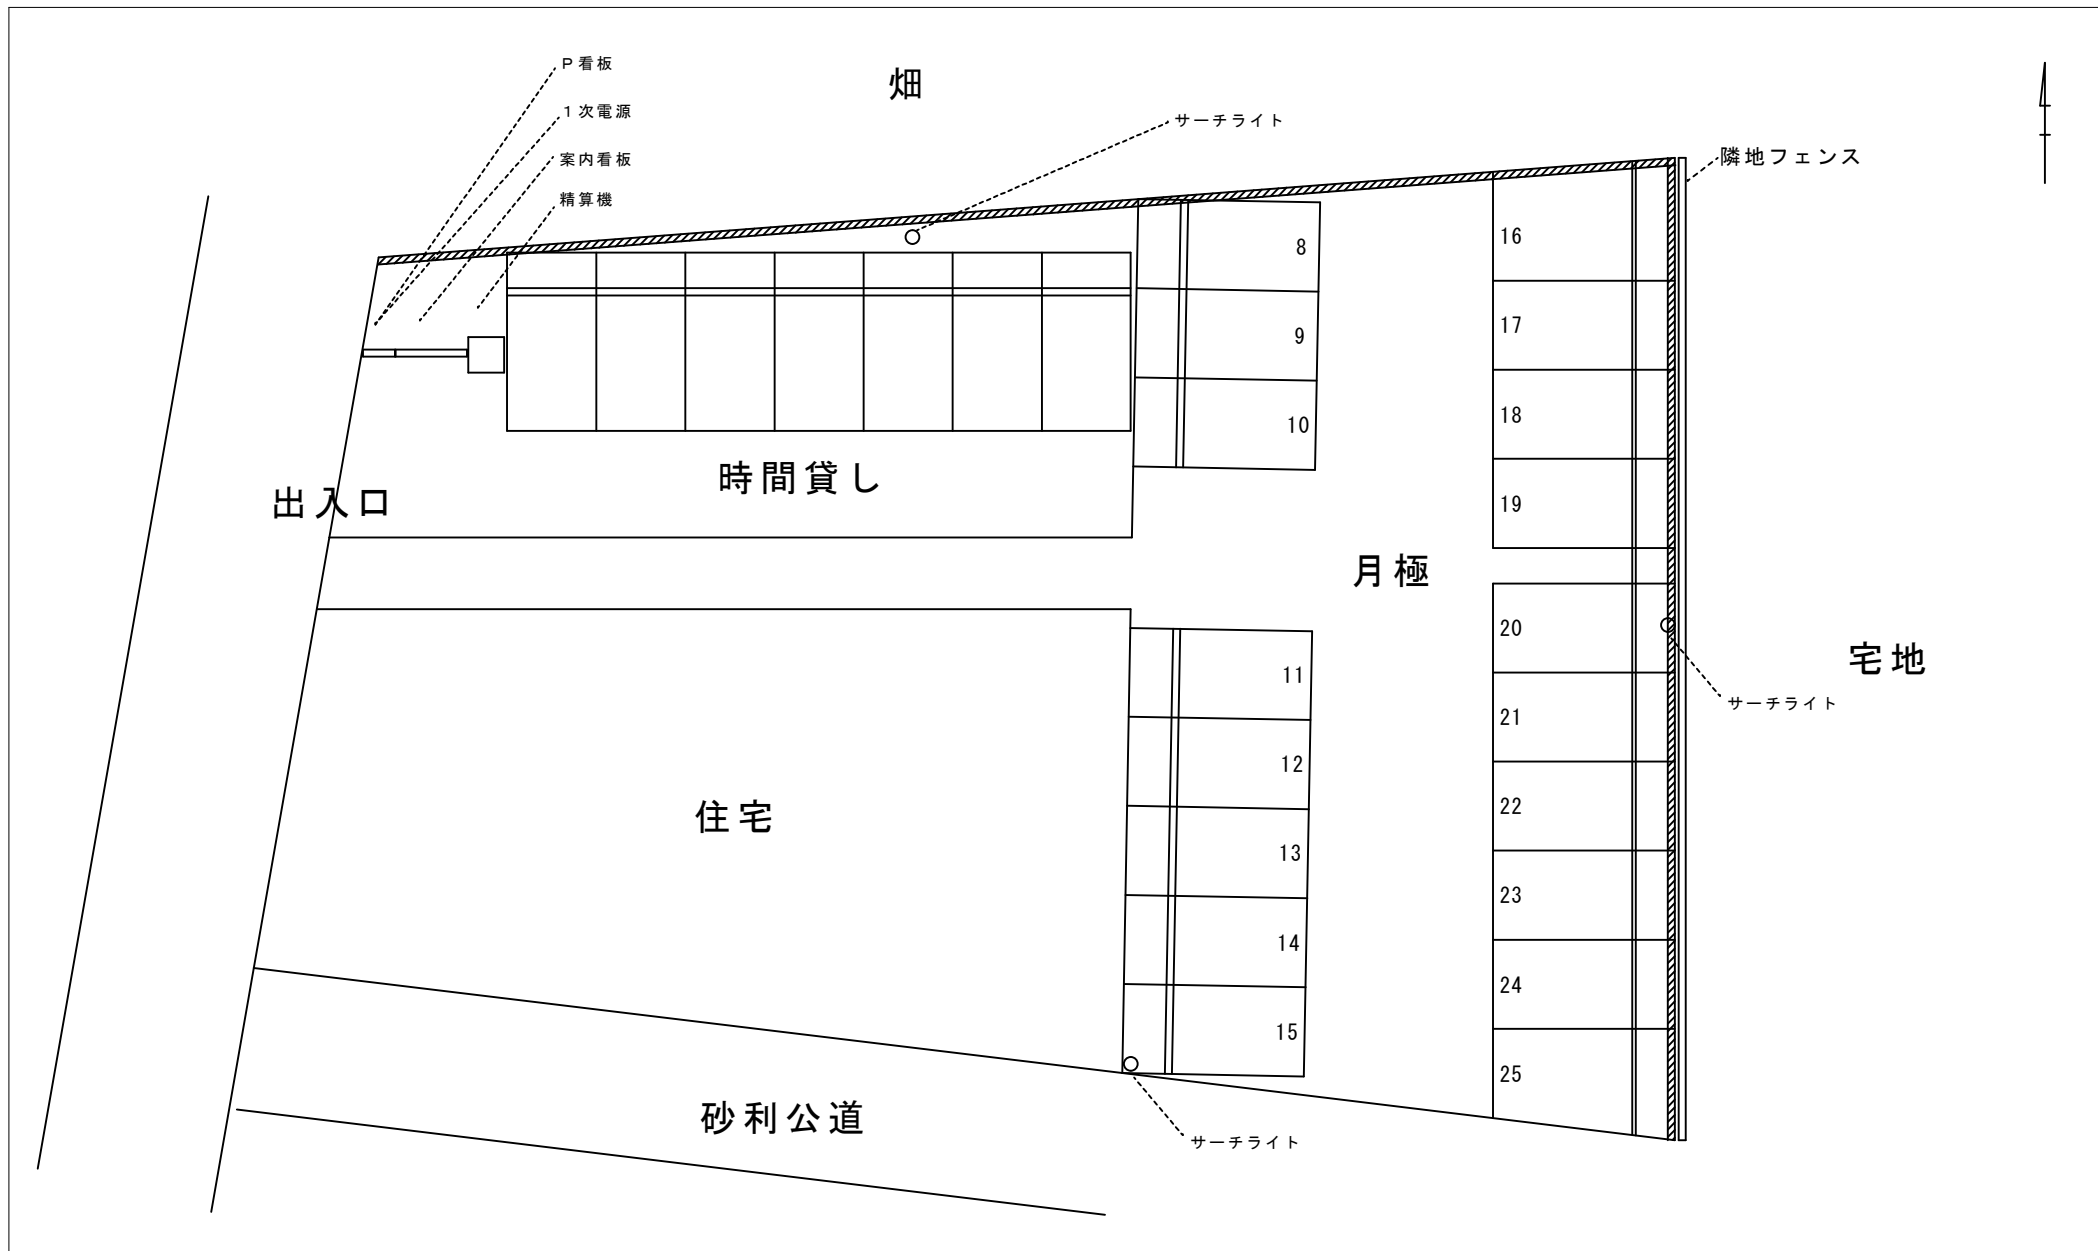 P看板
畑
1次電源
サーチライト
案内看板
隣地フェンス
精算機
8
16
9
17
10
18
時間貸し
出入口
19
月極
20
宅地
11
サーチライト
21
12
22
住宅
13
23
14
24
15
25
砂利公道
サーチライト